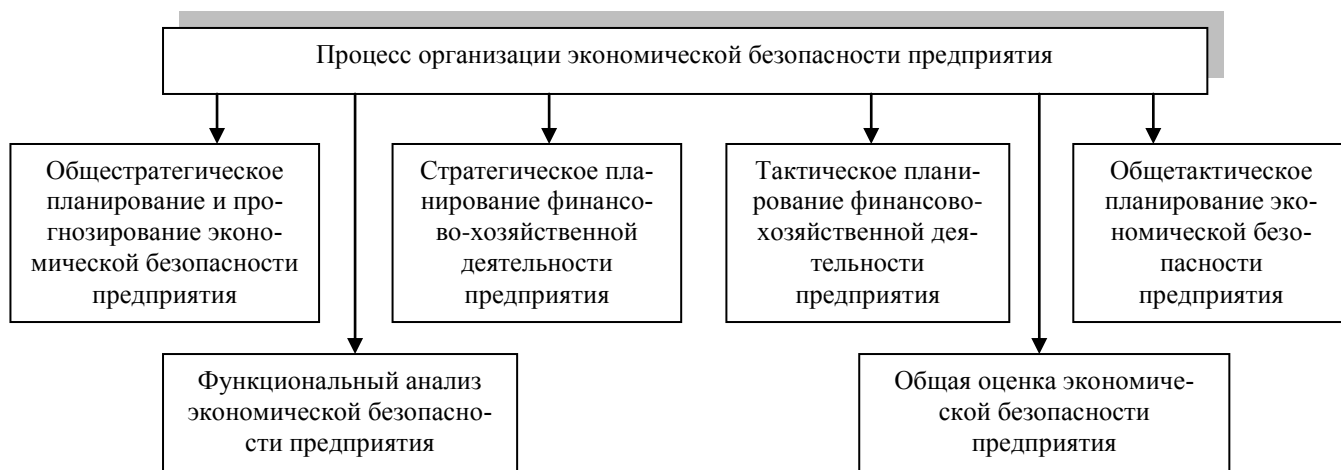 Процесс организации экономической безопасности предприятия
Общестратегическое
планирование и про-
гнозирование эконо-
мической безопасности
предприятия
Стратегическое пла-
нирование финансо-
во-хозяйственной
деятельности
предприятия
Тактическое плани-
рование финансово-
хозяйственной дея-
тельности
предприятия
Общетактическое
планирование эко-
номической безо-
пасности
предприятия
Функциональный анализ
экономической безопасно-
сти предприятия
Общая оценка экономиче-
ской безопасности
предприятия